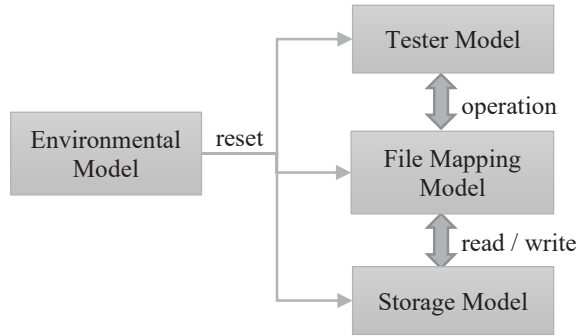 Tester Model
operation
Environmental
Model
reset
File Mapping
Model
read / write
Storage Model